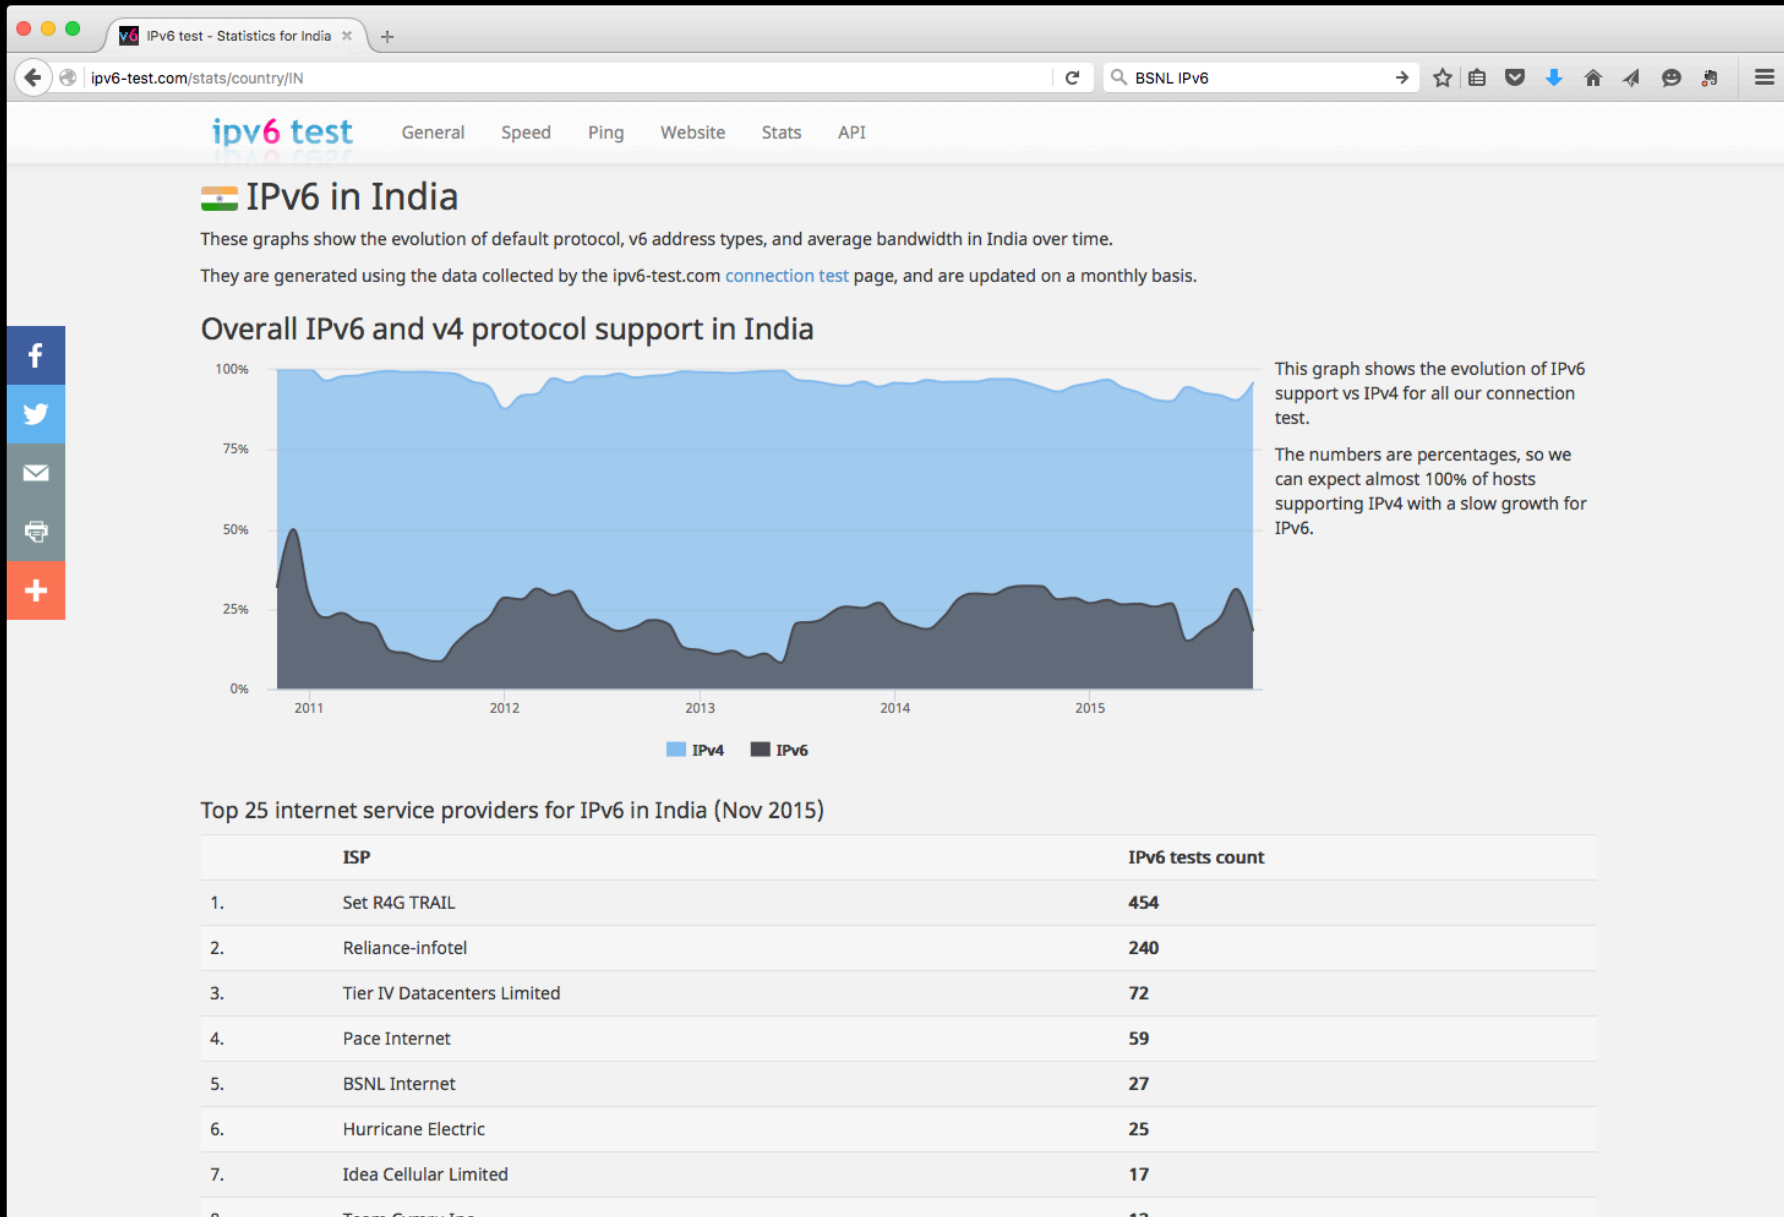 IPv6 test - Statistics for India
ipv6-test.com/stats/country/IN
BSNL IPv6
ipv6 test
General Speed Ping Website Stats API
IPv6 in India
These graphs show the evolution of default protocol, v6 address types, and average bandwidth in India over time.
They are generated using the data collected by the ipv6-test.com connection test page, and are updated on a monthly basis.
Overall IPv6 and v4 protocol support in India
100%
75%
50%
25%
0%
2011 2012 2013 2014 2015
IPv4 IPv6
This graph shows the evolution of IPv6
support vs IPv4 for all our connection
test.
The numbers are percentages, so we
can expect almost 100% of hosts
supporting IPv4 with a slow growth for
IPv6.
Top 25 internet service providers for IPv6 in India (Nov 2015)
ISP IPv6 tests count
1. Set R4G TRAIL 454
2. Reliance-infotel 240
3. Tier IV Datacenters Limited 72
4. Pace Internet 59
5. BSNL Internet 27
6. Hurricane Electric 25
7. Idea Cellular Limited 17